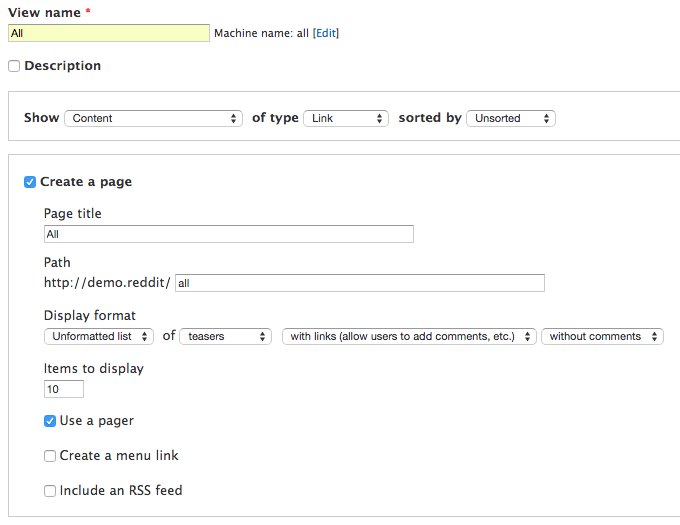 View name *
All Machine name: all [Edit]
Description
Show Content of type Link sorted by Unsorted
Create a page
Page title
All
Path
http://demo.reddit/ all
Display format
Unformatted list of teasers with links (allow users to add comments, etc.) without comments
Items to display
10
Use a pager
Create a menu link
Include an RSS feed